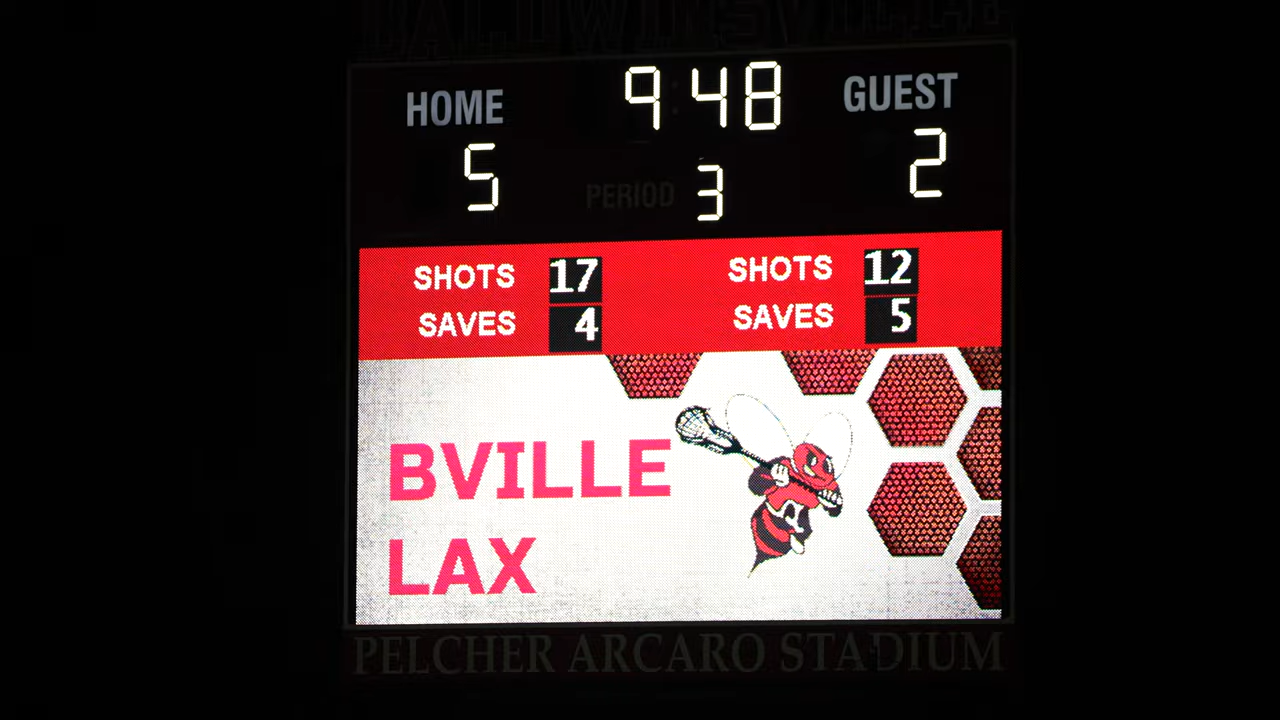 BALDWINSVILLE
HOME 9:48 GUEST
5 PERIOD 3 2
SHOTS 17 SHOTS 12
SAVES 4 SAVES 5
BVILLE
LAX
PELCHER ARCARO STADIUM